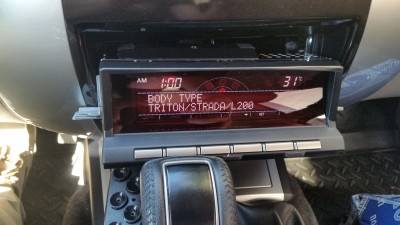 AM 1:00 31°C
BODY TYPE
TRITON/STRADA/L200